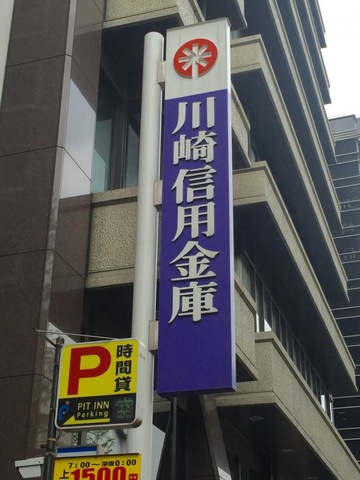 川崎信用金庫
P
時間貸
PIT INN
Parking
空
7:00〜深夜0:00
上
1500円